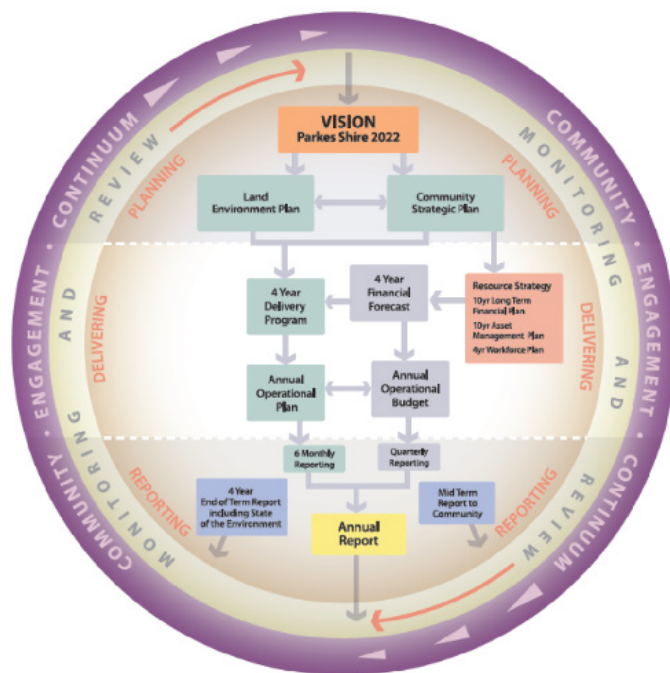 COMMUNITY • ENGAGEMENT • CONTINUUM
COMMUNITY • ENGAGEMENT • CONTINUUM
MONITORING AND REVIEW
MONITORING AND REVIEW
PLANNING
PLANNING
VISION
Parkes Shire 2022
Land
Environment Plan
Community
Strategic Plan
DELIVERING
DELIVERING
4 Year
Delivery
Program
4 Year
Financial
Forecast
Resource Strategy
10yr Long Term
Financial Plan
10yr Asset
Management Plan
4yr Workforce Plan
Annual
Operational
Plan
Annual
Operational
Budget
6 Monthly
Reporting
Quarterly
Reporting
REPORTING
REPORTING
4 Year
End of Term Report
including State
of the Environment
Mid Term
Report to
Community
Annual
Report